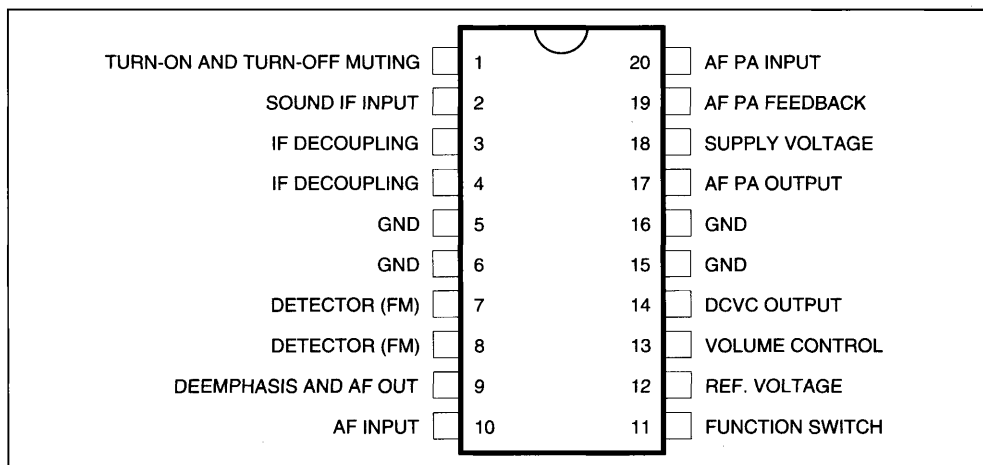 TURN-ON AND TURN-OFF MUTING 1 20 AF PA INPUT
SOUND IF INPUT 2 19 AF PA FEEDBACK
IF DECOUPLING 3 18 SUPPLY VOLTAGE
IF DECOUPLING 4 17 AF PA OUTPUT
GND 5 16 GND
GND 6 15 GND
DETECTOR (FM) 7 14 DCVC OUTPUT
DETECTOR (FM) 8 13 VOLUME CONTROL
DEEMPHASIS AND AF OUT 9 12 REF. VOLTAGE
AF INPUT 10 11 FUNCTION SWITCH